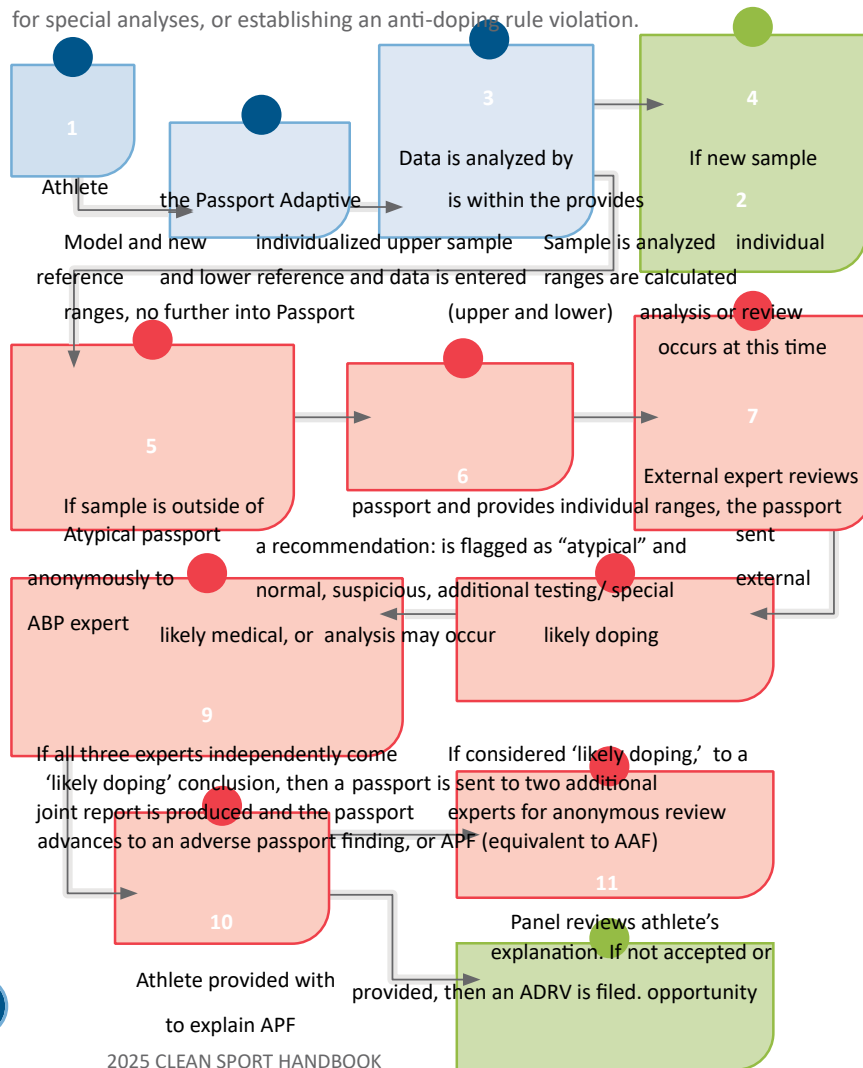 for special analyses, or establishing an anti-doping rule violation.
3
4
1
Data is analyzed by If new sample
Athlete the Passport Adaptive is within the provides
2
Model and new individualized upper sample Sample is analyzed individual
reference and lower reference and data is entered ranges are calculated
ranges, no further into Passport (upper and lower) analysis or review
occurs at this time
7
5
6
External expert reviews
If sample is outside of passport and provides individual ranges, the passport
Atypical passport sent
a recommendation: is flagged as “atypical” and
anonymously to normal, suspicious, additional testing/ special external
ABP expert likely medical, or analysis may occur likely doping
9
If all three experts independently come If considered ‘likely doping,’ to a
‘likely doping’ conclusion, then a passport is sent to two additional
joint report is produced and the passport experts for anonymous review
advances to an adverse passport finding, or APF (equivalent to AAF)
11
10
Panel reviews athlete’s
explanation. If not accepted or
Athlete provided with provided, then an ADRV is filed. opportunity
to explain APF
2025 CLEAN SPORT HANDBOOK